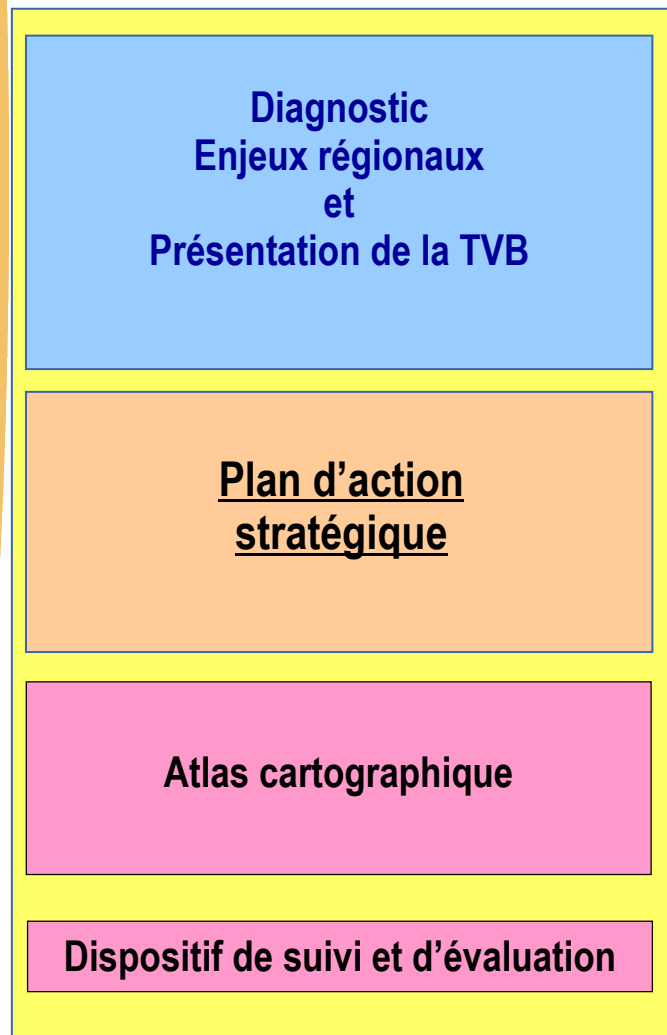 Diagnostic
Enjeux régionaux
et
Présentation de la TVB
Plan d’action
stratégique
Atlas cartographique
Dispositif de suivi et d’évaluation